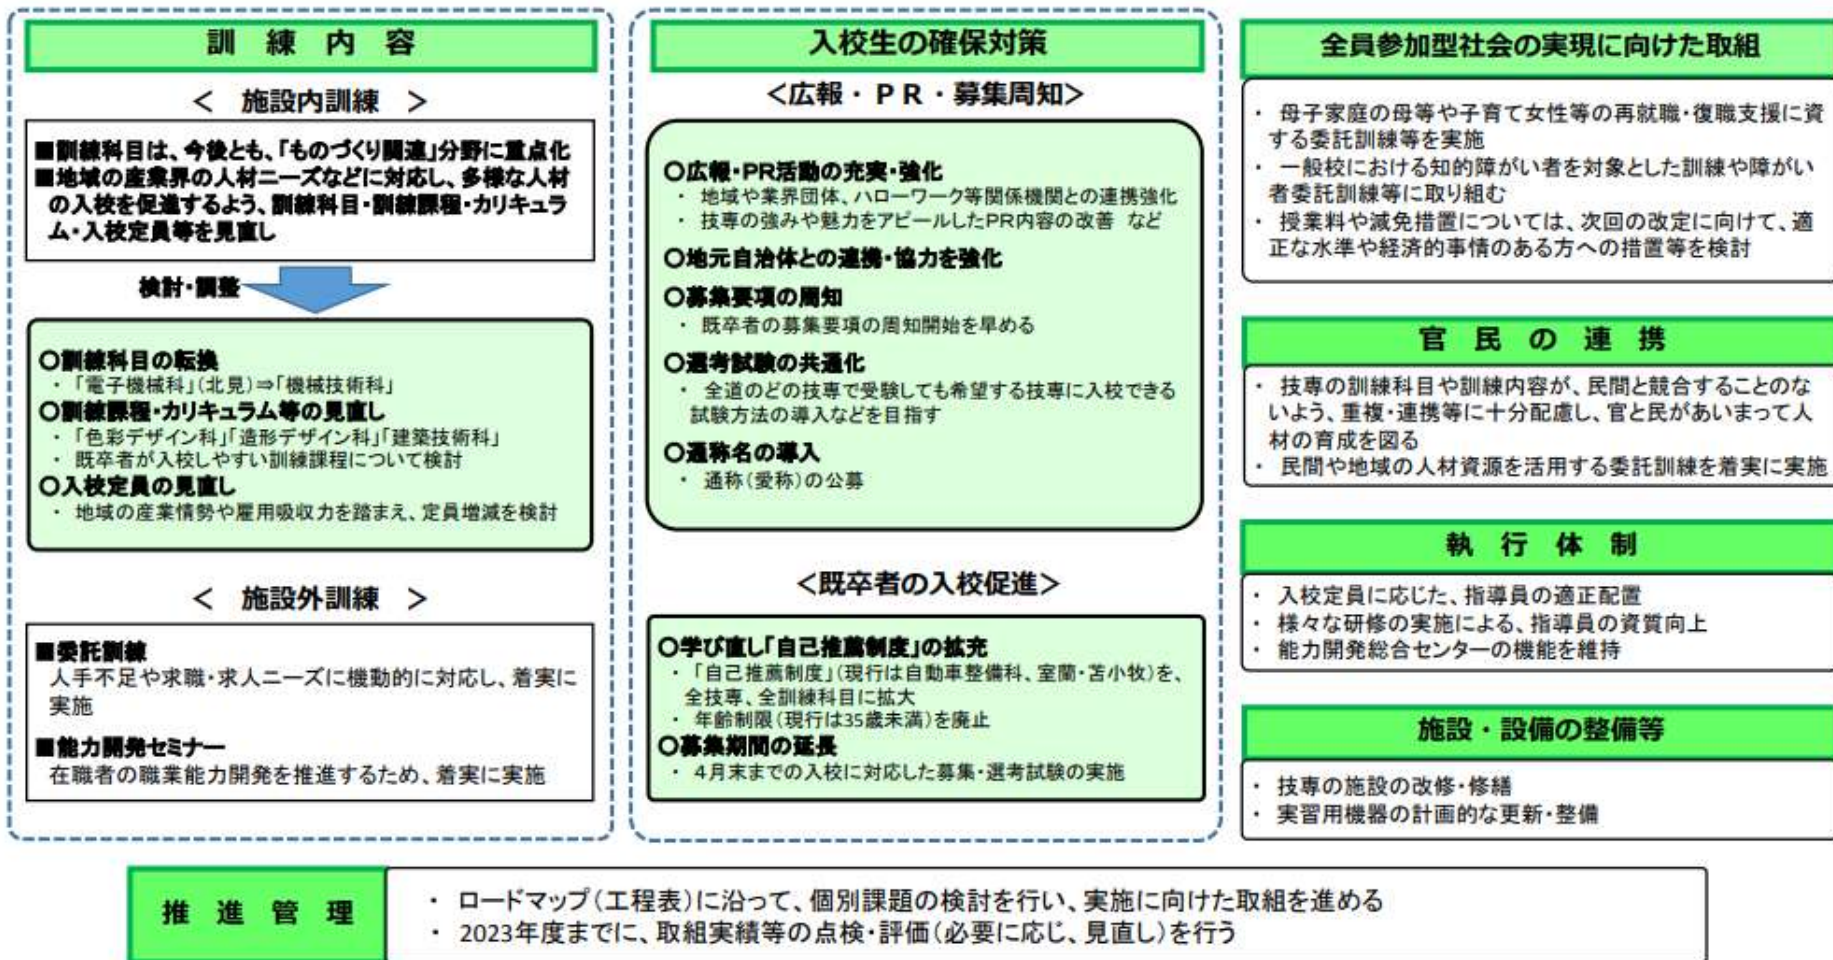 訓 練 内 容
＜ 施設内訓練 ＞
■訓練科目は、今後とも、「ものづくり関連」分野に重点化
■地域の産業界の人材ニーズなどに対応し、多様な人材
の入校を促進するよう、訓練科目・訓練課程・カリキュラ
ム・入校定員等を見直し
検討・調整
○訓練科目の転換
・「電子機械科」(北見)⇒「機械技術科」
○訓練課程・カリキュラム等の見直し
・「色彩デザイン科」「造形デザイン科」「建築技術科」
・ 既卒者が入校しやすい訓練課程について検討
○入校定員の見直し
・ 地域の産業情勢や雇用吸収力を踏まえ、定員増減を検討
＜ 施設外訓練 ＞
■委託訓練
人手不足や求職・求人ニーズに機動的に対応し、着実に
実施
■能力開発セミナー
在職者の職業能力開発を推進するため、着実に実施
入校生の確保対策
＜広報・ＰＲ・募集周知＞
○広報・PR活動の充実・強化
・ 地域や業界団体、ハローワーク等関係機関との連携強化
・ 技専の強みや魅力をアピールしたPR内容の改善 など
○地元自治体との連携・協力を強化
○募集要項の周知
・ 既卒者の募集要項の周知開始を早める
○選考試験の共通化
・ 全道のどの技専で受験しても希望する技専に入校できる
試験方法の導入などを目指す
○通称名の導入
・ 通称(愛称)の公募
＜既卒者の入校促進＞
○学び直し「自己推薦制度」の拡充
・ 「自己推薦制度」(現行は自動車整備科、室蘭・苫小牧)を、
全技専、全訓練科目に拡大
・ 年齢制限(現行は35歳未満)を廃止
○募集期間の延長
・ 4月末までの入校に対応した募集・選考試験の実施
全員参加型社会の実現に向けた取組
・ 母子家庭の母等や子育て女性等の再就職・復職支援に資
する委託訓練等を実施
・ 一般校における知的障がい者を対象とした訓練や障がい
者委託訓練等に取り組む
・ 授業料や減免措置については、次回の改定に向けて、適
正な水準や経済的事情のある方への措置等を検討
官 民 の 連 携
・ 技専の訓練科目や訓練内容が、民間と競合することのな
いよう、重複・連携等に十分配慮し、官と民があいまって人
材の育成を図る
・ 民間や地域の人材資源を活用する委託訓練を着実に実施
執 行 体 制
・ 入校定員に応じた、指導員の適正配置
・ 様々な研修の実施による、指導員の資質向上
・ 能力開発総合センターの機能を維持
施設・設備の整備等
・ 技専の施設の改修・修繕
・ 実習用機器の計画的な更新・整備
推 進 管 理
・ ロードマップ(工程表)に沿って、個別課題の検討を行い、実施に向けた取組を進める
・ 2023年度までに、取組実績等の点検・評価(必要に応じ、見直し)を行う